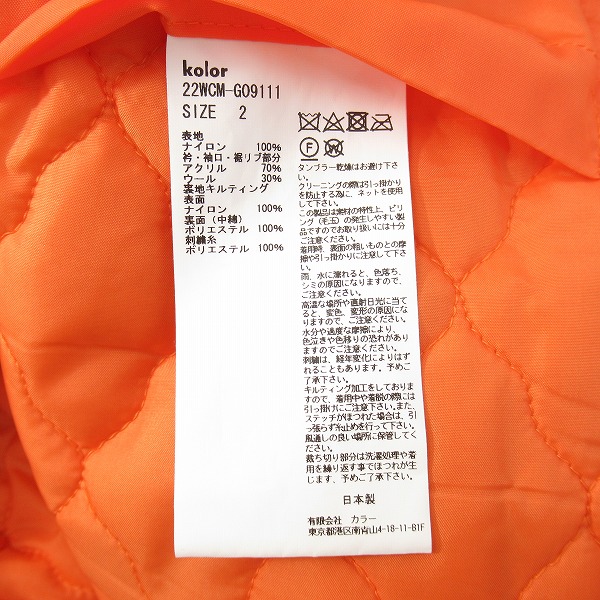 kolor
22WCM-G09111
SIZE 2
表地
ナイロン 100%
衿・袖口・裾リブ部分
アクリル 70%
ウール 30%
裏地キルティング
表面
ナイロン 100%
裏面（中綿）
ポリエステル 100%
刺繍糸
ポリエステル 100%
タンブラー乾燥はお避け下さ
い。
クリーニングの際は引っ掛かり
を防止する為に、ネットを使用
して下さい。
この製品は素材の特性上、ピリ
ング（毛玉）の発生しやすい製
品ですのでお取り扱いには十分
ご注意ください。
着用時、表面の粗いものとの摩
擦や引っ掛かりに注意して下さ
い。
雨、水に濡れると、色落ち、
シミの原因になりますので、
ご注意ください。
高温な場所や直射日光に当て
ると、変色、変形の原因にな
りますので、ご注意下さい。
水分や過度な摩擦により、
色泣きや色移りの恐れがあり
ますのでご注意ください。
刺繍は、経年変化によりはず
れることもあります。予めご
了承下さい。
キルティング加工をしております
ので、着用中や着脱の際には
引っ掛けにご注意下さい。また、
ステッチがほつれた場合は、引
っ張らず糸止めを行って下さい。
風通しの良い場所に保管してく
ださい。
裁ち切り部分は洗濯処理や着
用を繰り返す事でほつれが生
じます、予めご了承下さい。
日本製
有限会社 カラー
東京都港区南青山4-18-11-B1F